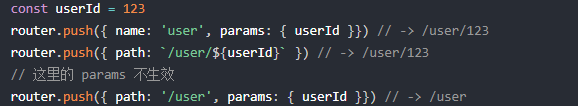 const userId = 123
router.push({ name: 'user', params: { userId }}) // -> /user/123
router.push({ path: `/user/${userId}` }) // -> /user/123
// 这里的 params 不生效
router.push({ path: '/user', params: { userId }}) // -> /user